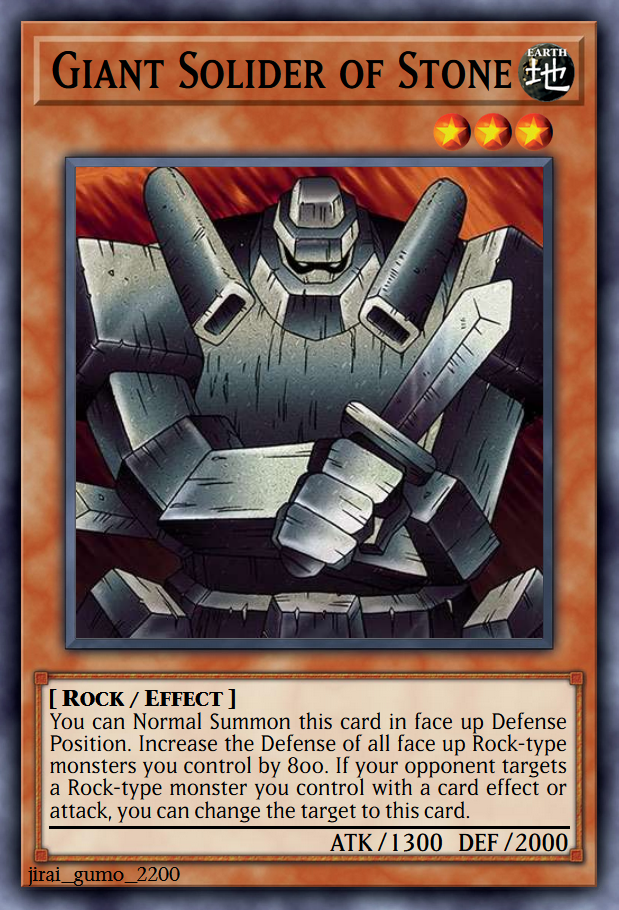 Giant Solider of Stone
EARTH
地
[ Rock / Effect ]
You can Normal Summon this card in face up Defense
Position. Increase the Defense of all face up Rock-type
monsters you control by 800. If your opponent targets
a Rock-type monster you control with a card effect or
attack, you can change the target to this card.
ATK/1300 DEF/2000
jirai_gumo_2200